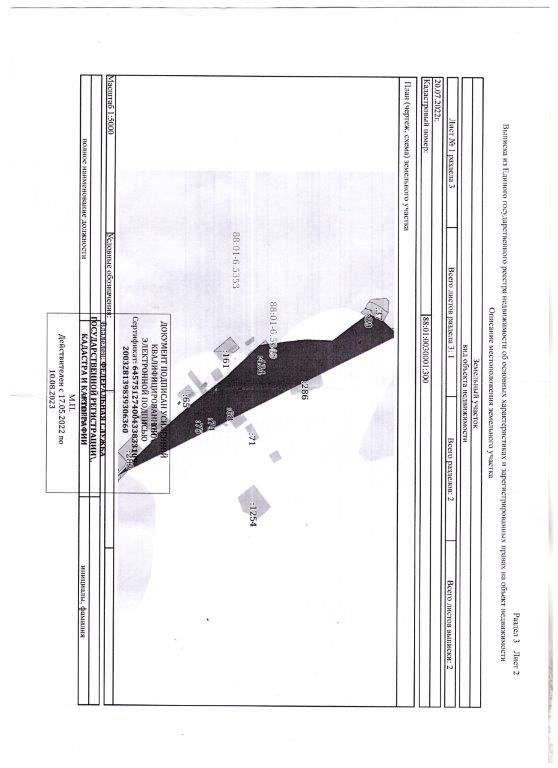 Раздел 3 Лист 2
Выписка из Единого государственного реестра недвижимости об основных характеристиках и зарегистрированных правах на объект недвижимости
Описание местоположения земельного участка
Земельный участок
вид объекта недвижимости
Лист № 1 раздела 3
Всего листов раздела 3: 1
Всего разделов: 2
Всего листов выписки: 2
20.07.2022г.
Кадастровый номер:
88:01:0030001:300
План (чертеж, схема) земельного участка
:286
:161
:65
:71
:1254
88:01-6.5353
Масштаб 1:5000
Условные обозначения:
ДОКУМЕНТ ПОДПИСАН УСИЛЕННОЙ
КВАЛИФИЦИРОВАННОЙ
ЭЛЕКТРОННОЙ ПОДПИСЬЮ
Владелец: ФЕДЕРАЛЬНАЯ СЛУЖБА
ГОСУДАРСТВЕННОЙ РЕГИСТРАЦИИ,
КАДАСТРА И КАРТОГРАФИИ
М.П.
Действителен с 17.05.2022 по
10.08.2023
полное наименование должности
инициалы, фамилия